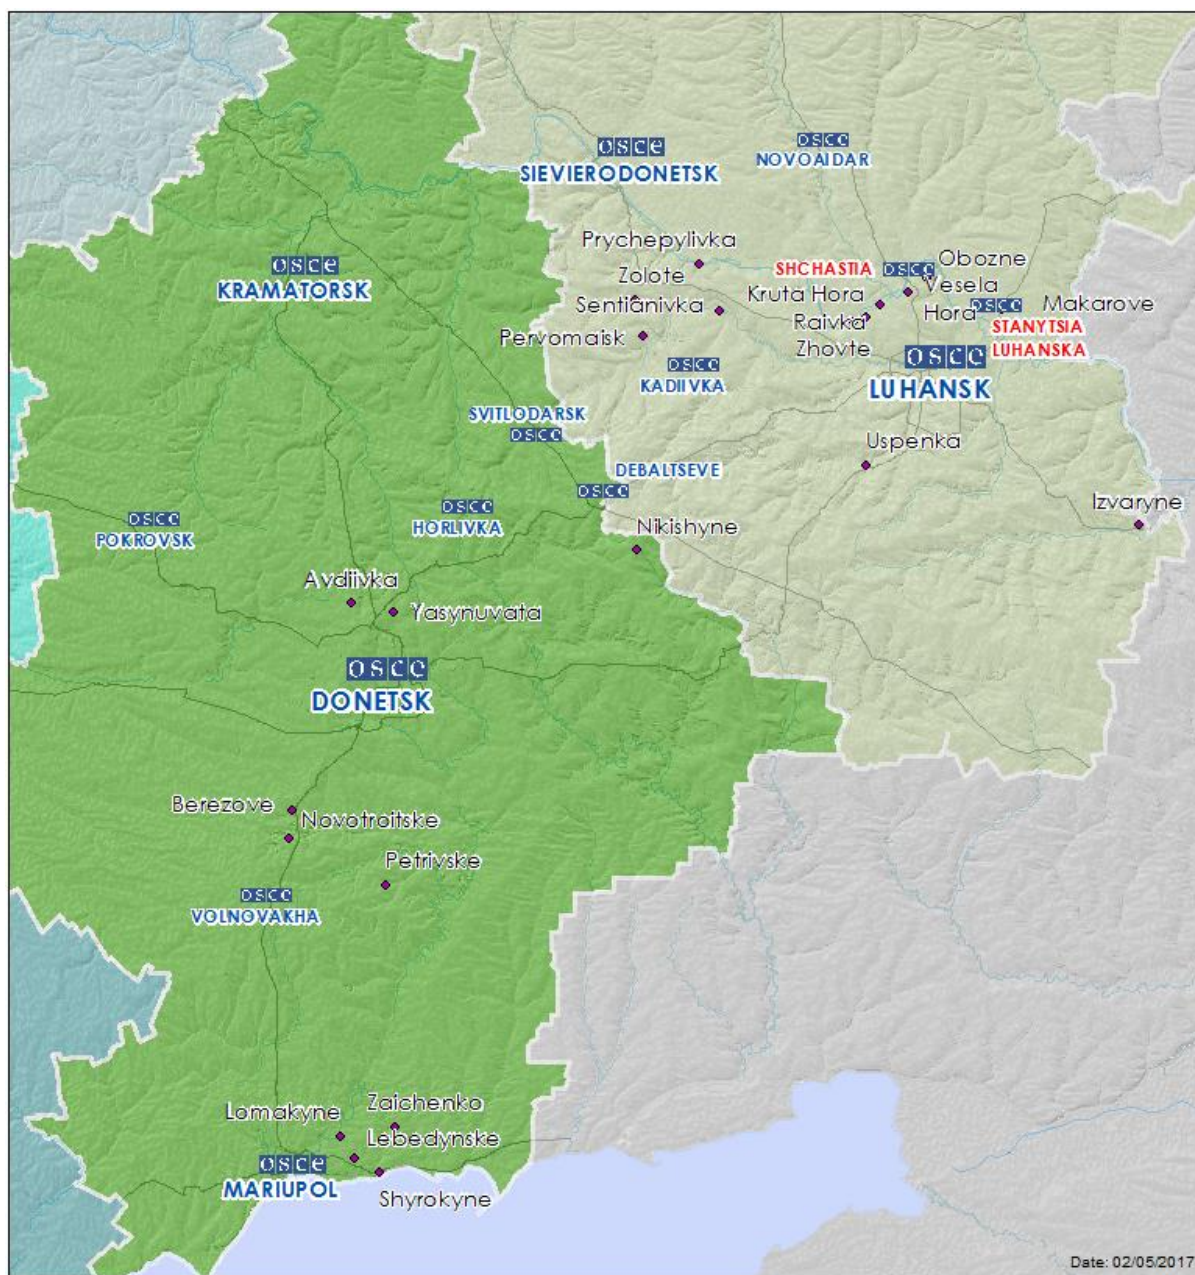 osce
NOVOAIDAR
osce
SIEVIERODONETSK
Prychepylivka
osce
KRAMATORSK
Zolote
SHCHASTIA
osce
Obozne
Sentianivka
Kruta Hora
Vesela
Hora
osce
Makarove
Raivka
STANYTSIA
LUHANSKA
Pervomaisk
Zhovte
osce
KADIIVKA
osce
LUHANSK
SVITLODARSK
osce
Uspenka
DEBALTSEVE
osce
osce
HORLIVKA
osce
POKROVSK
Izvaryne
Nikishyne
Avdiivka
Yasynuvata
osce
DONETSK
Berezove
Novotroitske
Petrivske
osce
VOLNOVAKHA
Zaichenko
Lomakyne
Lebedynske
osce
MARIUPOL
Shyrokyne
Date: 02/05/2017